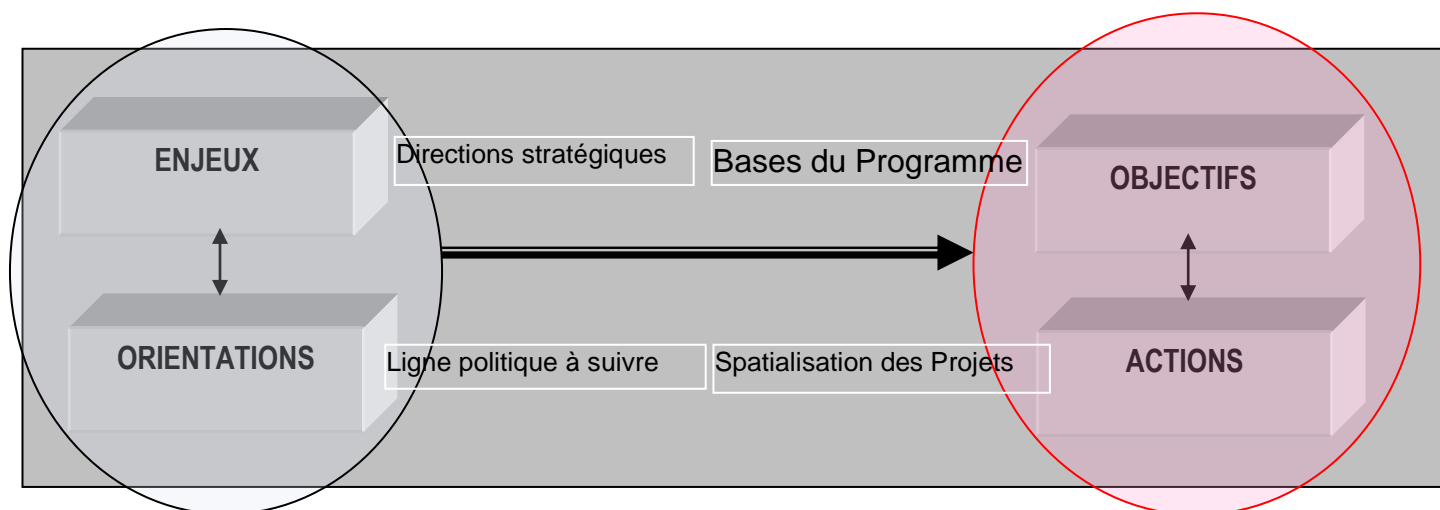 ENJEUX
Directions stratégiques
Bases du Programme
OBJECTIFS
ORIENTATIONS
Ligne politique à suivre
Spatialisation des Projets
ACTIONS